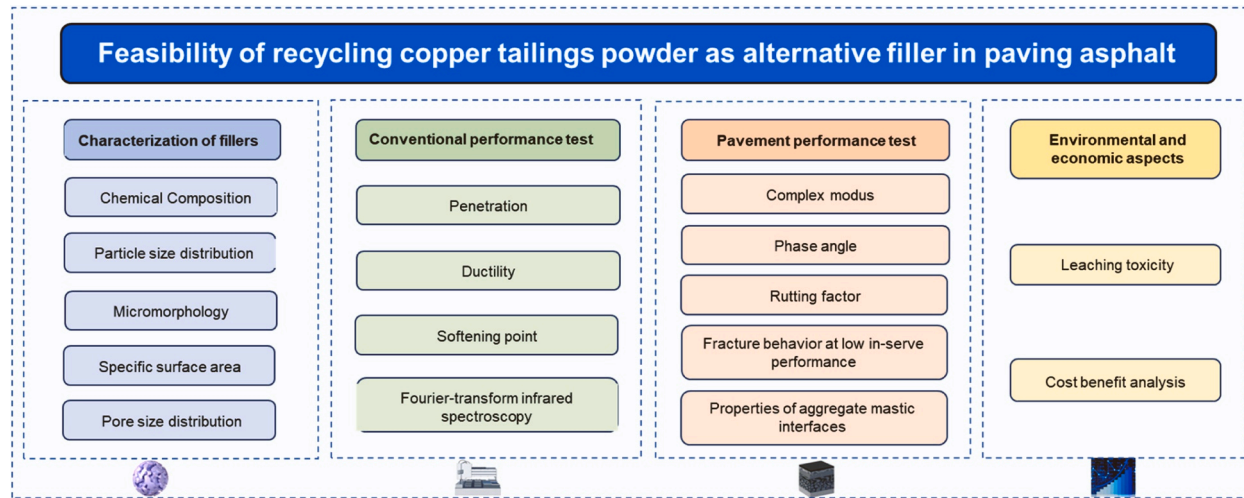 Feasibility of recycling copper tailings powder as alternative filler in paving asphalt
Characterization of fillers
Chemical Composition
Particle size distribution
Micromorphology
Specific surface area
Pore size distribution
Conventional performance test
Penetration
Ductility
Softening point
Fourier-transform infrared
spectroscopy
Pavement performance test
Complex modus
Phase angle
Rutting factor
Fracture behavior at low in-serve
performance
Properties of aggregate mastic
interfaces
Environmental and
economic aspects
Leaching toxicity
Cost benefit analysis